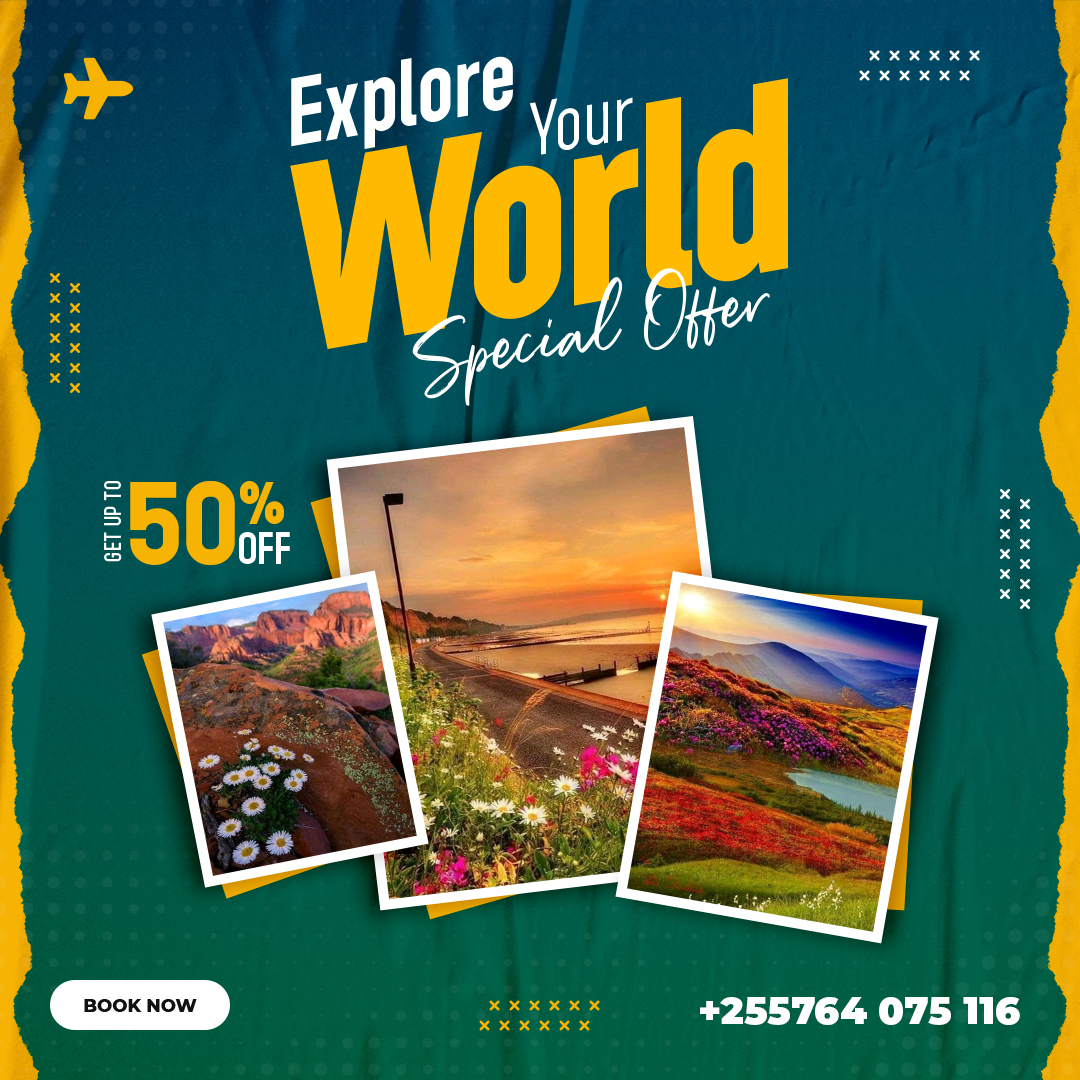 Explore
Your
World
Special Offer
GET UP TO
50%
OFF
BOOK NOW
+255764 075 116